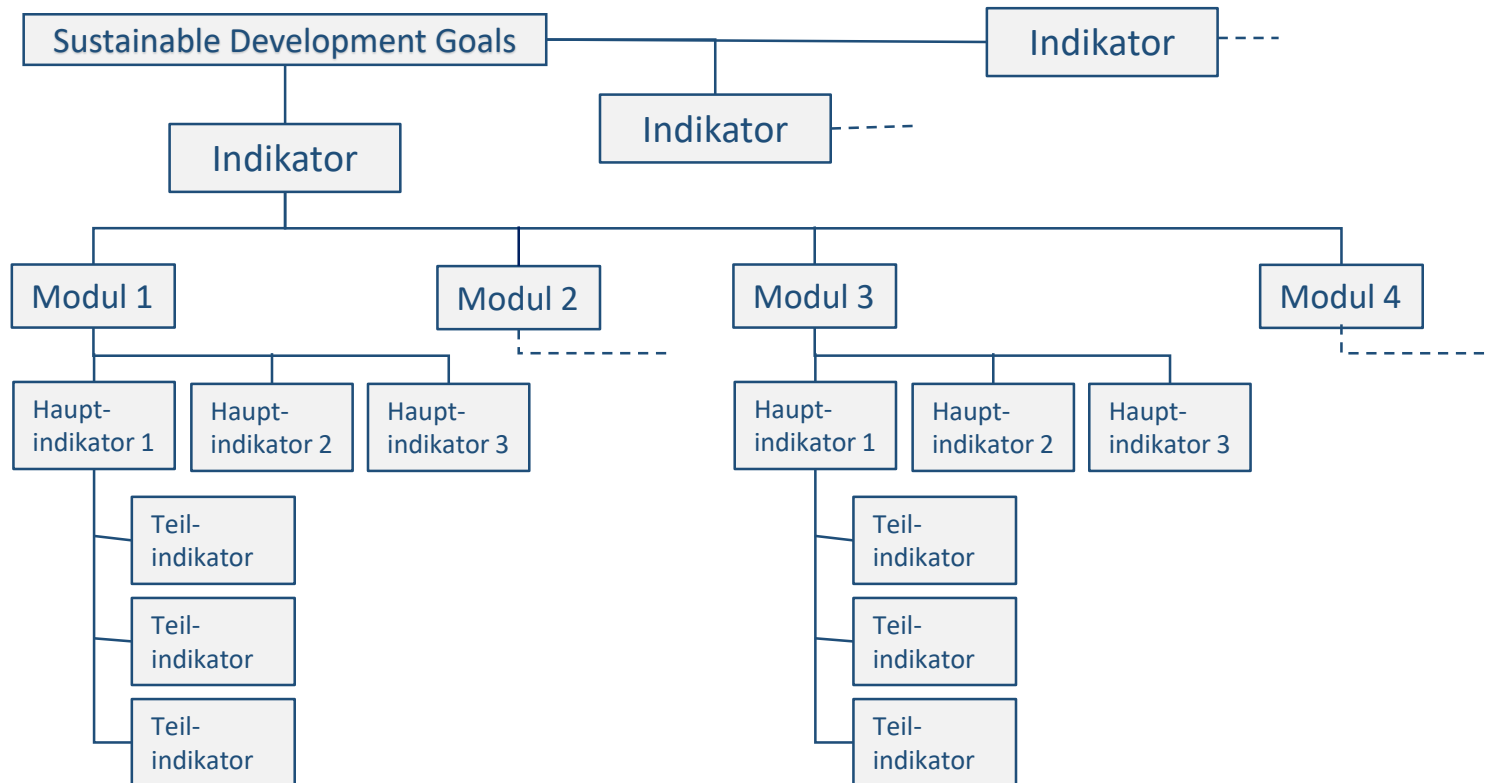 Sustainable Development Goals
Indikator
Indikator
Indikator
Modul 1
Modul 2
Modul 3
Modul 4
Haupt-
indikator 1
Haupt-
indikator 2
Haupt-
indikator 3
Haupt-
indikator 1
Haupt-
indikator 2
Haupt-
indikator 3
Teil-
indikator
Teil-
indikator
Teil-
indikator
Teil-
indikator
Teil-
indikator
Teil-
indikator